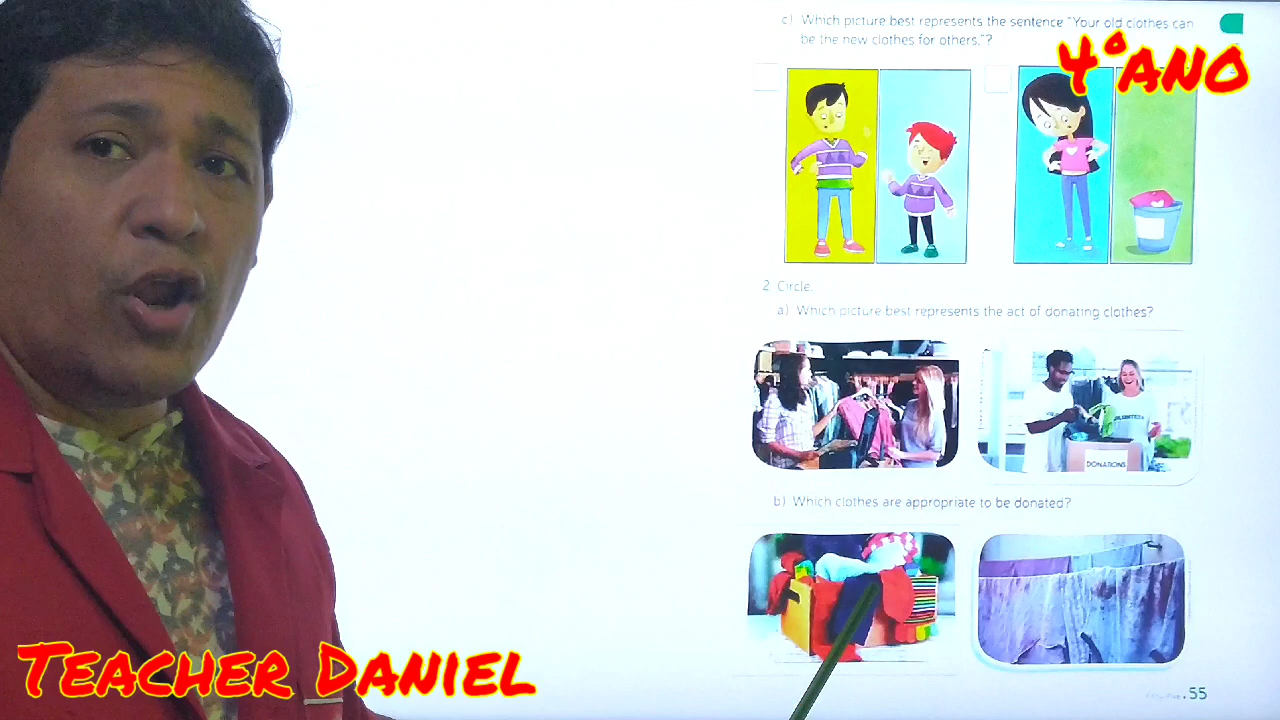 c) Which picture best represents the sentence "Your old clothes can
be the new clothes for others."?
4°ano
2 Circle.
a) Which picture best represents the act of donating clothes?
VOLUNTEER
DONATIONS
b) Which clothes are appropriate to be donated?
Teacher Daniel
55